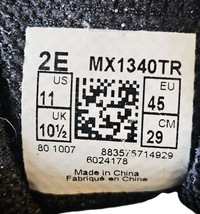 2E MX1340TR
US EU
11 45
UK CM
10½ 29
80 1007 883575714929
6024178
Made in China
Fabriqué en Chine